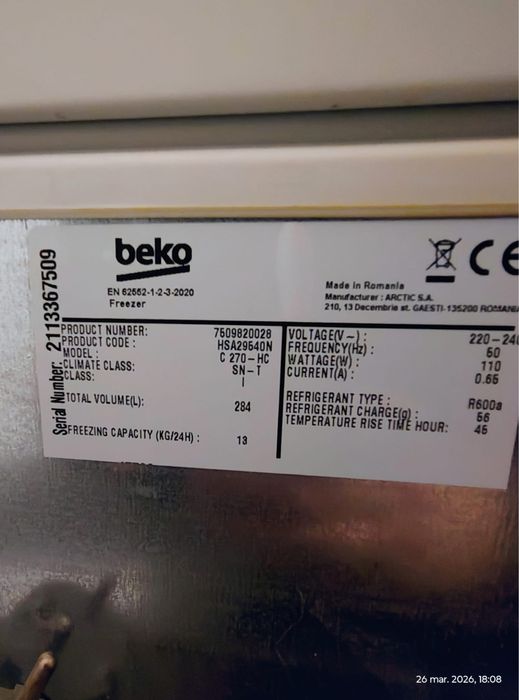 beko
EN 62552-1-2-3-2020
Freezer
CE
Made in Romania
Manufacturer : ARCTIC S.A.
210, 13 Decembrie st. GAESTI-135200 ROMANIA
Serial Number: 2113367509
PRODUCT NUMBER: 7509820028
PRODUCT CODE : HSA29540N
MODEL : C 270-HC
CLIMATE CLASS: SN-T
CLASS: I
TOTAL VOLUME(L): 284
FREEZING CAPACITY (KG/24H) : 13
VOLTAGE(V~) : 220-24
FREQUENCY(Hz) : 50
WATTAGE(W) : 110
CURRENT(A) : 0.65
REFRIGERANT TYPE : R600a
REFRIGERANT CHARGE(g) : 56
TEMPERATURE RISE TIME HOUR: 45
26 mar. 2026, 18:08